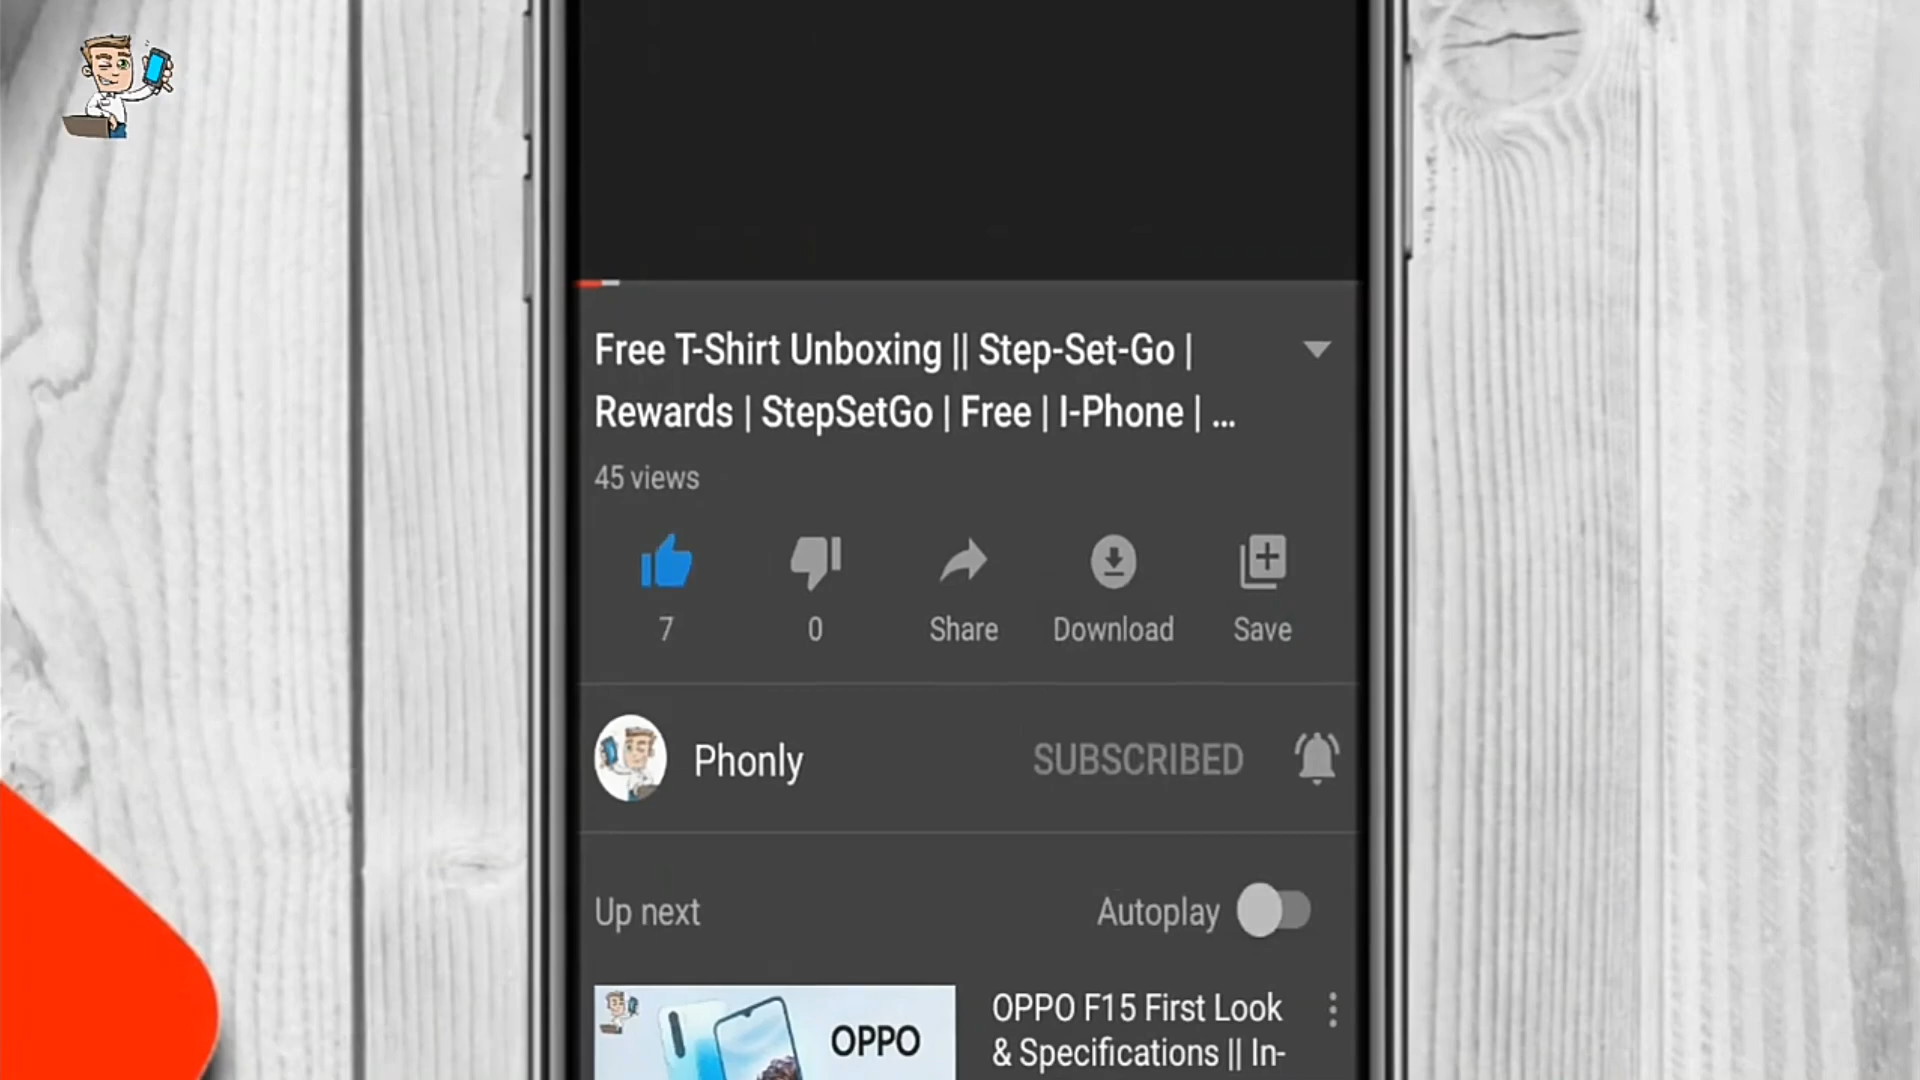 Free T-Shirt Unboxing || Step-Set-Go |
Rewards | StepSetGo | Free | I-Phone | ...
45 views
7
0
Share
Download
Save
Phonly
SUBSCRIBED
Up next
Autoplay
OPPO
OPPO F15 First Look
& Specifications || In-